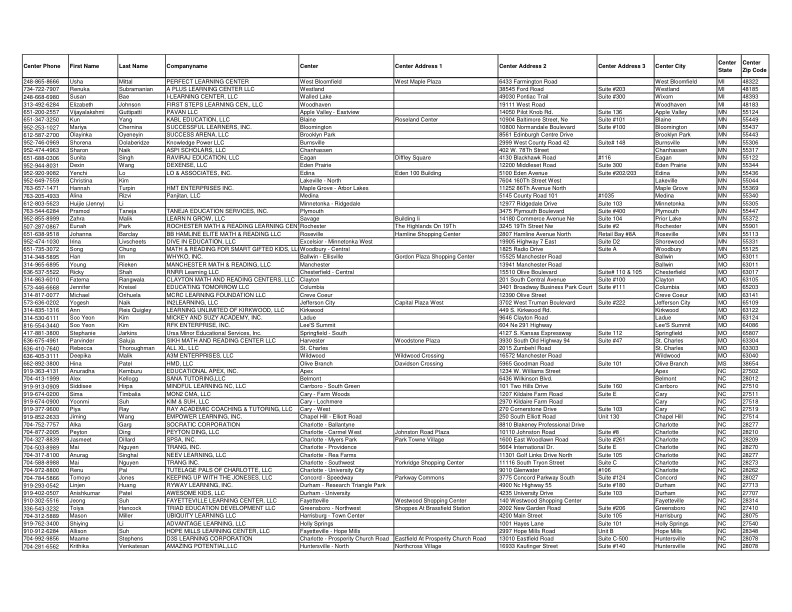 Center Phone First Name Last Name Companyname Center Center Address 1 Center Address 2 Center Address 3 Center City Center State Center Zip Code
248-865-8666 Usha Mittal PERFECT LEARNING CENTER West Bloomfield West Maple Plaza 6433 Farmington Road West Bloomfield MI 48322
734-722-7907 Renuka Subramanian A PLUS LEARNING CENTER LLC Westland 38545 Ford Road Suite #203 Westland MI 48185
248-668-6980 Susan Bae I-LEARNING CENTER, LLC Walled Lake 49030 Pontiac Trail Suite #300 Wixom MI 48393
313-492-6284 Elizabeth Johnson FIRST STEPS LEARNING CEN., LLC Woodhaven 19111 West Road Woodhaven MI 48183
651-200-2557 Vijayalakshmi Guttipatti PAVAN LLC Apple Valley - Eastview 14050 Pilot Knob Rd. Suite 136 Apple Valley MN 55124
651-347-3250 Kun Yang KABL EDUCATION, LLC Blaine Roseland Center 10904 Baltimore Street, Ne Suite #101 Blaine MN 55449
952-253-1027 Mariya Chernina SUCCESSFUL LEARNERS, INC. Bloomington 10800 Normandale Boulevard Suite #100 Bloomington MN 55437
612-587-2700 Olayinka Oyeneyin SUCCESS ARENA, LLC Brooklyn Park 8561 Edinburgh Centre Drive Brooklyn Park MN 55443
952-746-0969 Shorena Dolaberidze Knowledge Power LLC Burnsville 2999 West County Road 42 Suite# 148 Burnsville MN 55306
952-474-4963 Sharon Naik ASPI SCHOLARS, LLC Chanhassen 402 W. 78Th Street Chanhassen MN 55317
651-688-0306 Sunita Singh RAVIRAJ EDUCATION, LLC Eagan Diffley Square 4130 Blackhawk Road #116 Eagan MN 55122
952-944-8031 Dexin Wang DEXENSE, LLC Eden Prairie 12200 Middleset Road Suite 300 Eden Prairie MN 55344
952-920-9082 Yenchi Lo LO & ASSOCIATES, INC. Edina Eden 100 Building 5100 Eden Avenue Suite #202/203 Edina MN 55436
952-649-7559 Christina Kim Lakeville - North 7604 160Th Street West Lakeville MN 55044
763-657-1471 Hannah Turpin HMT ENTERPRISES INC. Maple Grove - Arbor Lakes 11252 86Th Avenue North Maple Grove MN 55369
763-205-4933 Alina Rizvi Panjitan, LLC Medina 5145 County Road 101 #1035 Medina MN 55340
612-803-5623 Huijie (Jenny) Li Minnetonka - Ridgedale 12977 Ridgedale Drive Suite 103 Minnetonka MN 55305
763-544-6284 Pramod Taneja TANEJA EDUCATION SERVICES, INC. Plymouth 3475 Plymouth Boulevard Suite #400 Plymouth MN 55447
952-855-8999 Zahra Malik LEARN N GROW, LLC Savage Building Ii 14180 Commerce Avenue Ne Suite #104 Prior Lake MN 55372
507-287-0867 Eunah Park ROCHESTER MATH & READING LEARNING CEN Rochester The Highlands On 19Th 3245 19Th Street Nw Suite #2 Rochester MN 55901
651-638-9518 Johanna Barclay BB HAMLINE ELITE MATH & READING LLC Roseville Hamline Shopping Center 2807 Hamline Avenue North Retail Bay #8A Roseville MN 55113
952-474-1030 Irina Livscheets DIVE IN EDUCATION, LLC Excelsior - Minnetonka West 19905 Highway 7 East Suite D2 Shorewood MN 55331
651-735-3072 Song Chung MATH & READING FOR SMART GIFTED KIDS, LL Woodbury - Central 1825 Radio Drive Suite A Woodbury MN 55125
314-348-5895 Han Im WHYKO, INC. Ballwin - Ellisville Gordon Plaza Shopping Center 15525 Manchester Road Ballwin MO 63011
314-965-6895 Young Rieken MANCHESTER MATH & READING, LLC Manchester 13941 Manchester Road Ballwin MO 63011
636-537-5522 Ricky Shah RNRR Learning LLC Chesterfield - Central 15510 Olive Boulevard Suite# 104 & 105 Chesterfield MO 63017
314-863-6010 Fatema Rangwala CLAYTON MATH AND READING CENTERS, LLC Clayton 201 South Central Avenue Suite #100 Clayton MO 63105
573-446-6668 Jennifer Kreisel EDUCATING TOMORROW LLC Columbia 3401 Broadway Business Park Court Suite #111 Columbia MO 65203
314-817-0077 Michael Othuula MCRC LEARNING FOUNDATION LLC Creve Coeur 12390 Olive Street Creve Coeur MO 63141
573-636-0202 Yogesh Naik IN2LEARNING, LLC Jefferson City Capital Plaza West 3702 West Truman Boulevard Suite #222 Jefferson City MO 65109
314-835-1316 Ann Reis Quigley LEARNING UNLIMITED OF KIRKWOOD, LLC Kirkwood 449 S. Kirkwood Rd. Kirkwood MO 63122
314-530-4111 Soo Yeon Kim MICKEY AND SUZY ACADEMY, INC. Ladue 9646 Clayton Road Ladue MO 63124
816-554-3440 Soo Yeon Kim RFK ENTERPRISE, INC. Lee'S Summit 604 Ne 291 Highway Lee'S Summit MO 64086
417-881-3800 Stephanie Jarkins Ursa Minor Educational Services, Inc. Springfield - South 4127 S. Kansas Expressway Suite 112 Springfield MO 65807
636-675-4961 Parvinder Saluja SIKH MATH AND READING CENTER LLC Harvester Woodstone Plaza 3930 South Old Highway 94 Suite #47 St. Charles MO 63304
636-410-7640 Rebecca Thoroughman ALL XL, LLC St. Charles 2015 Zumbehl Road St. Charles MO 63303
636-405-3111 Deepika Malik A3M ENTERPRISES, LLC Wildwood Wildwood Crossing 16572 Manchester Road Wildwood MO 63040
662-892-3800 Hina Patel HMD, LLC Olive Branch Davidson Crossing 5965 Goodman Road Suite 101 Olive Branch MS 38654
919-363-4121 Anuradha Kemburu EDUCATIONAL APEX, INC. Apex 1234 W. Williams Street Apex NC 27502
704-413-1999 Alex Kellogg SANA TUTORING,LLC Belmont 6436 Wilkinson Blvd. Belmont NC 28012
919-913-0909 Siddisee Hirpa MINDFUL LEARNING NC, LLC Carrboro - South Green 101 Two Hills Drive Suite 160 Carrboro NC 27510
919-674-0200 Sima Timbalia MON2 CMA, LLC Cary - Farm Woods 1207 Kildaire Farm Road Suite E Cary NC 27511
919-674-0900 Yoonmi Suh KIM & SUH, LLC Cary 2970 Kildaire Farm Road Cary NC 27518
919-377-9600 Piya Ray RAY ACADEMIC COACHING & TUTORING, LLC Cary - West 270 Cornerstone Drive Suite 103 Cary NC 27519
919-852-2633 Jiming Wang EMPOWER LEARNING, INC Chapel Hill - Elliott Road 250 South Elliott Road Unit 130 Chapel Hill NC 27514
704-752-7757 Alka Garg SOCRATIC CORPORATION Charlotte - Ballantyne 8810 Blakeney Professional Drive Charlotte NC 28277
704-877-2005 Peyton Ding PEYTON DING, LLC Charlotte - Carmel West Johnston Road Plaza 10110 Johnston Road Suite #8 Charlotte NC 28210
704-327-8839 Jasmeet Dillard SPSA, INC. Charlotte - Myers Park Park Towne Village 1600 East Woodlawn Road Suite #261 Charlotte NC 28209
704-503-4904 Mai Nguyen TRANG, INC. Charlotte - Providence 5664 International Dr. Suite E Charlotte NC 28270
704-317-8100 Anurag Singhal NEEV LEARNING, LLC Charlotte - Rea Farms 11301 Golf Links Drive North Suite 105 Charlotte NC 28277
704-588-8988 Mai Nguyen TRANG INC. Charlotte - Southwest Yorkridge Shopping Center 11116 South Tryon Street Suite C Charlotte NC 28273
704-972-8800 Renu Pal TUTELAGE PALS OF CHARLOTTE, LLC Charlotte - University City 9010 Glenwater #106 Charlotte NC 28262
704-784-5866 Tomeico Jones KEEPING UP WITH THE JONESES, LLC Concord - Speedway Parkway Commons 3775 Concord Parkway South Suite #124 Concord NC 28027
919-293-0542 Linjen Huang RYWAY LEARNING, INC. Durham - Research Triangle Park 4900 Nc Highway 55 Suite #180 Durham NC 27713
919-402-0507 Anishkumar Patel AWESOME KIDS, LLC Durham - University 4235 University Drive Suite 103 Durham NC 27707
910-302-5516 Jeong Suh FAYETTEVILLE LEARNING CENTER, LLC Fayetteville Westwood Shopping Center 140 Westwood Shopping Center Fayetteville NC 28314
336-543-3232 Toiya Hancock TRIAD EDUCATION DEVELOPMENT LLC Greensboro - Northwest Shoppes At Brassfield Station 2002 New Garden Road Suite #206 Greensboro NC 27410
704-312-5889 Mason Miller UBIQUITY LEARNING LLC Harrisburg - Town Center 4200 Main Street Suite 105 Harrisburg NC 28075
919-762-3400 Shiying Li ADVANTAGE LEARNING, LLC Holly Springs 1001 Hayes Lane Suite 101 Holly Springs NC 27540
910-912-6284 Allison Suh HOPE MILLS LEARNING CENTER, LLC Fayetteville - Hope Mills 2997 Hope Mills Road Unit B Hope Mills NC 28348
704-992-9856 Maame Stephens D3S LEARNING CORPORATION Charlotte - Prosperity Church Road Eastfield At Prosperity Church Road 5920 Eastfield Road Suite C-500 Huntersville NC 28078
704-281-6562 Krithika Venkatesan AMAZING POTENTIAL,LLC Huntersville - North Northcross Village 16933 Kaufinger Street Suite #140 Huntersville NC 28078